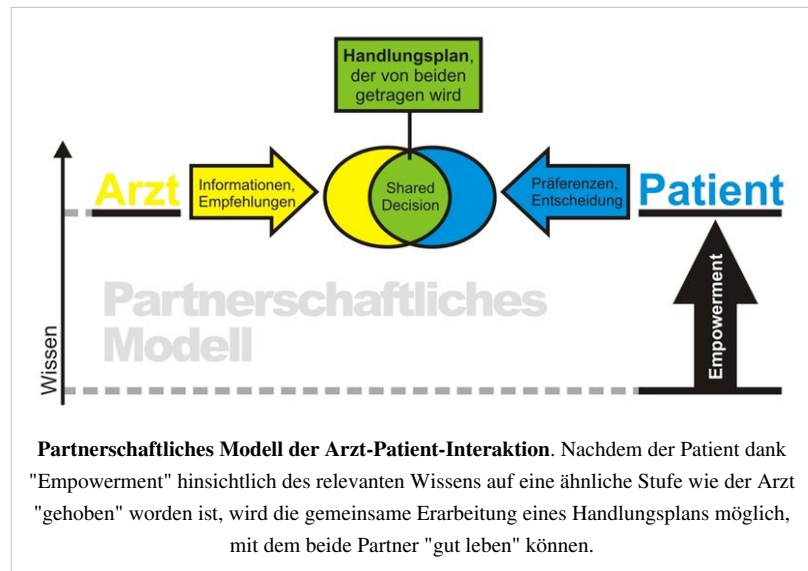 Handlungsplan,
der von beiden
getragen wird
Arzt
Informationen,
Empfehlungen
Shared
Decision
Präferenzen,
Entscheidung
Patient
Partnerschaftliches
Modell
Wissen
Empowerment
Partnerschaftliches Modell der Arzt-Patient-Interaktion. Nachdem der Patient dank
"Empowerment" hinsichtlich des relevanten Wissens auf eine ähnliche Stufe wie der Arzt
"gehoben" worden ist, wird die gemeinsame Erarbeitung eines Handlungsplans möglich,
mit dem beide Partner "gut leben" können.